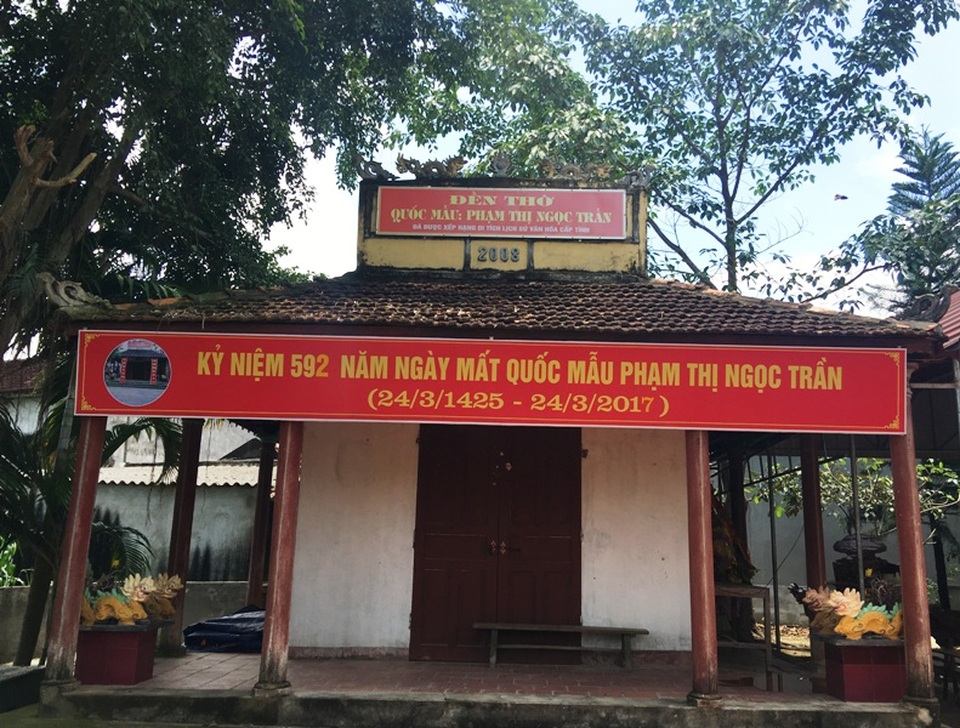 ĐỀN THỜ
QUỐC MẪU: PHẠM THỊ NGỌC TRẦN
ĐÃ ĐƯỢC XẾP HẠNG DI TÍCH LỊCH SỬ VĂN HÓA CẤP TỈNH
2008
KỶ NIỆM 592 NĂM NGÀY MẤT QUỐC MẪU PHẠM THỊ NGỌC TRẦN
(24/3/1425 - 24/3/2017)